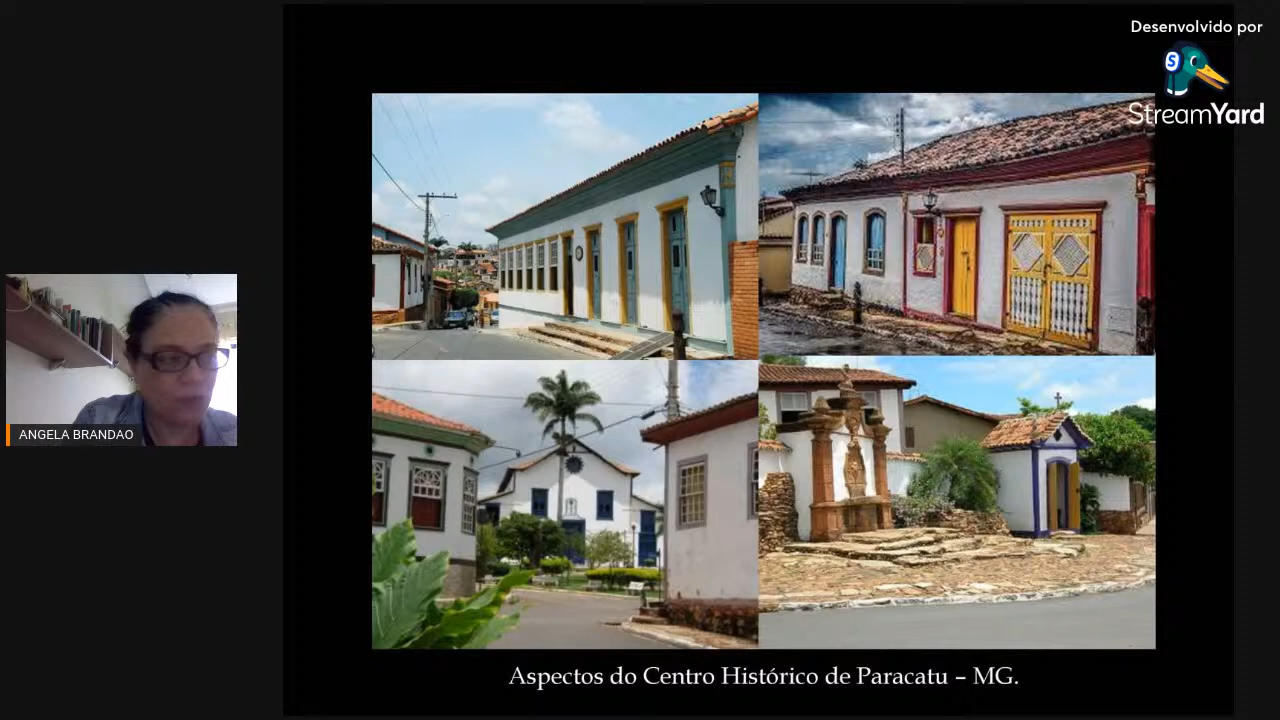 Desenvolvido por
StreamYard
ANGELA BRANDAO
Aspectos do Centro Histórico de Paracatu – MG.